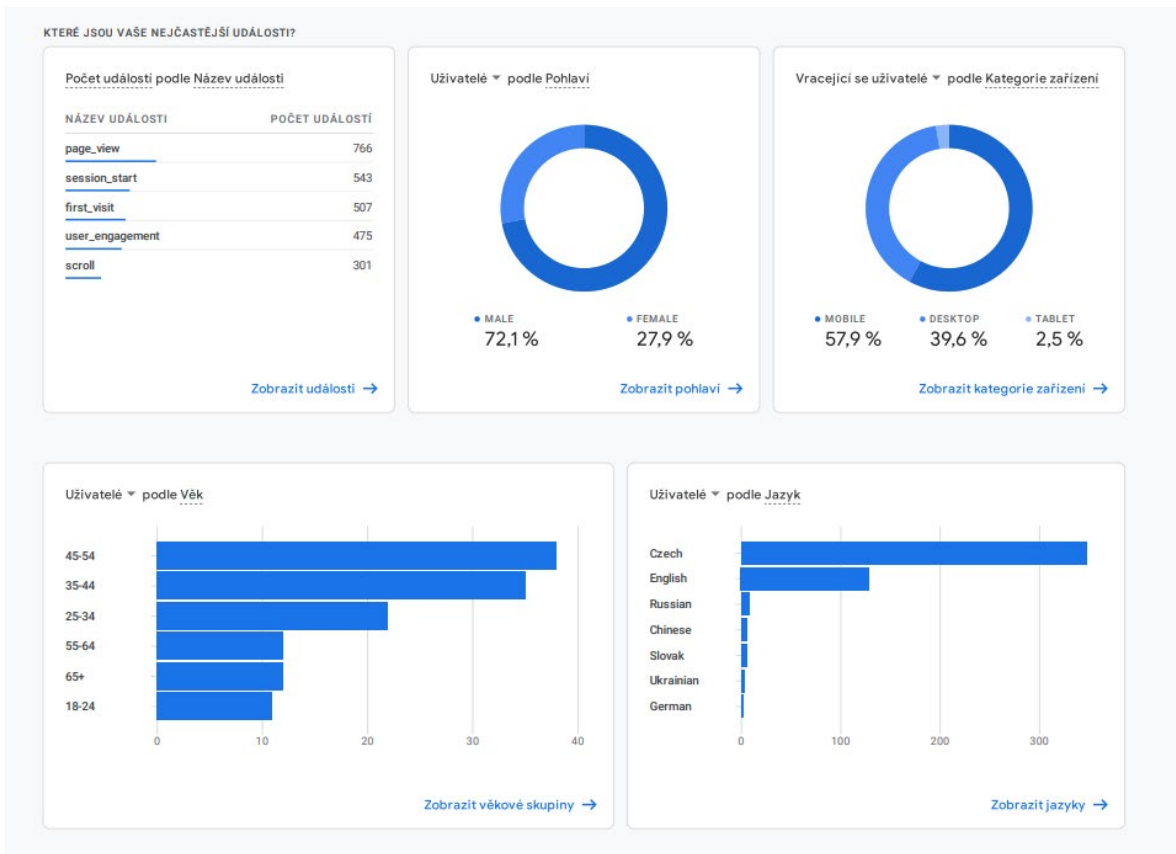 KTERÉ JSOU VAŠE NEJČASTĚJŠÍ UDÁLOSTI?
Počet událostí podle Název události
NÁZEV UDÁLOSTI POČET UDÁLOSTÍ
page_view 766
session_start 543
first_visit 507
user_engagement 475
scroll 301
Zobrazit události →
Uživatelé podle Pohlaví
MALE FEMALE
72,1 % 27,9 %
Zobrazit pohlaví →
Vracející se uživatelé podle Kategorie zařízení
MOBILE DESKTOP TABLET
57,9 % 39,6 % 2,5 %
Zobrazit kategorie zařízení →
Uživatelé podle Věk
45-54
35-44
25-34
55-64
65+
18-24
0 10 20 30 40
Zobrazit věkové skupiny →
Uživatelé podle Jazyk
Czech
English
Russian
Chinese
Slovak
Ukrainian
German
0 100 200 300
Zobrazit jazyky →